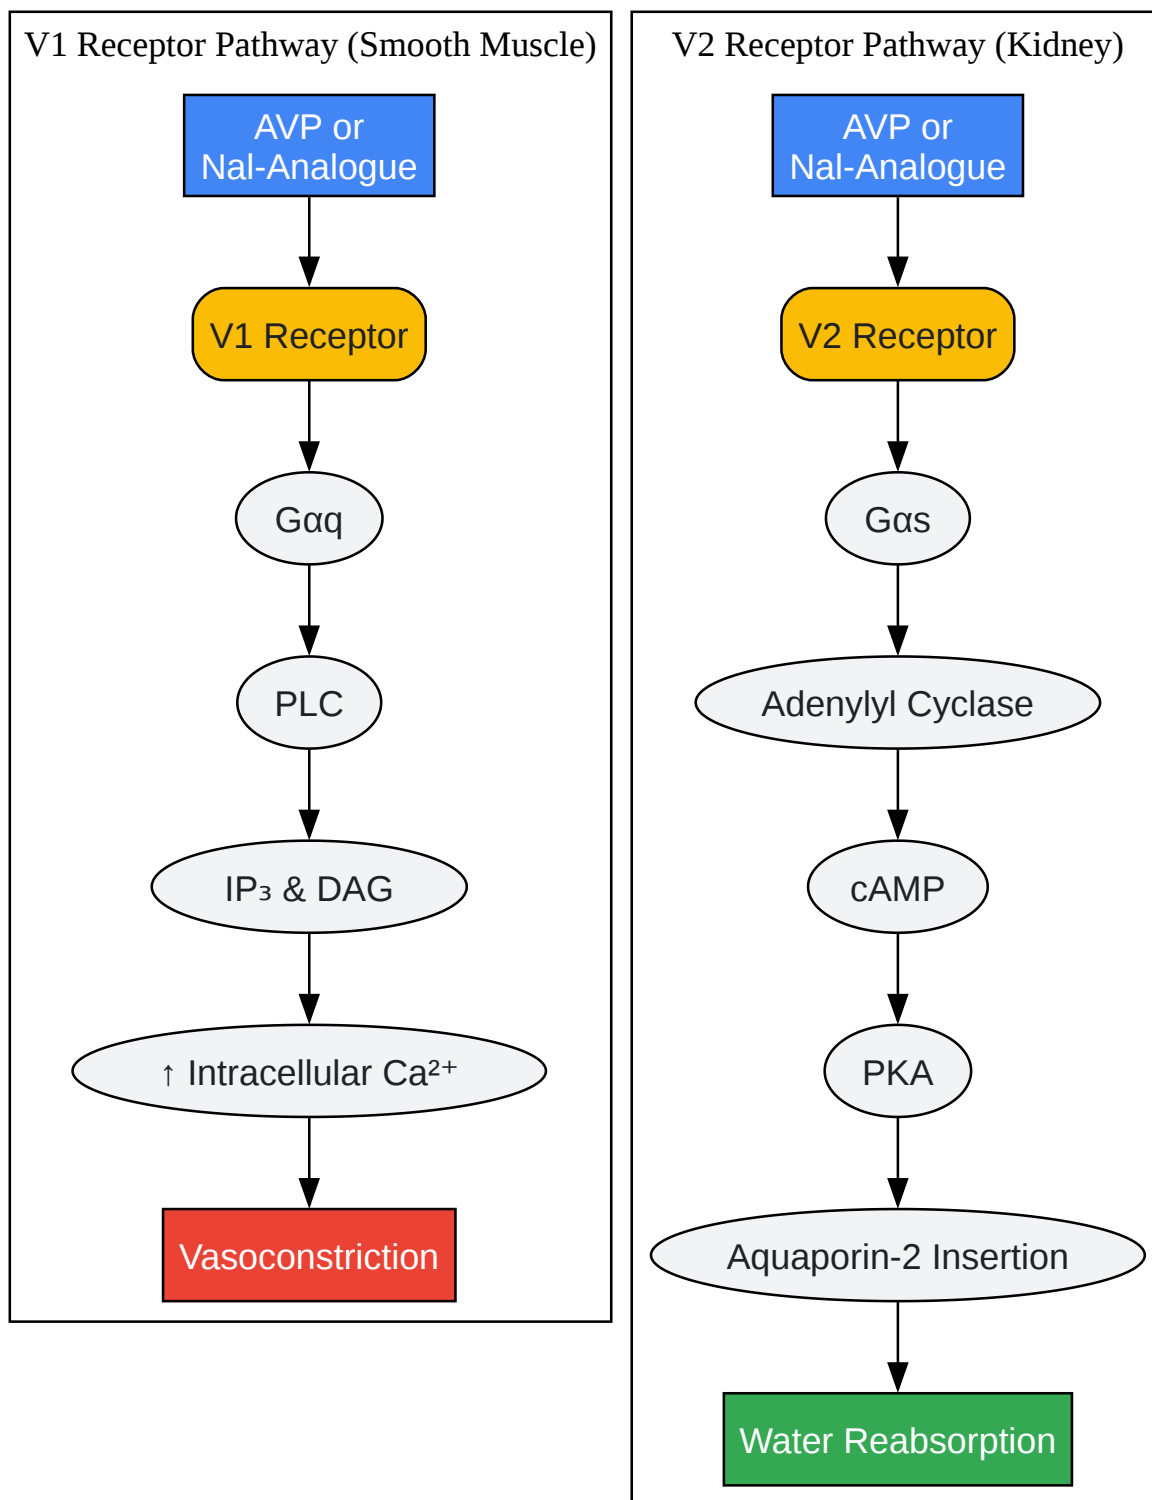 V1 Receptor Pathway (Smooth Muscle)
AVP or
Nal-Analogue
V1 Receptor
Gαq
PLC
IP₃ & DAG
↑ Intracellular Ca²⁺
Vasoconstriction
V2 Receptor Pathway (Kidney)
AVP or
Nal-Analogue
V2 Receptor
Gαs
Adenylyl Cyclase
cAMP
PKA
Aquaporin-2 Insertion
Water Reabsorption